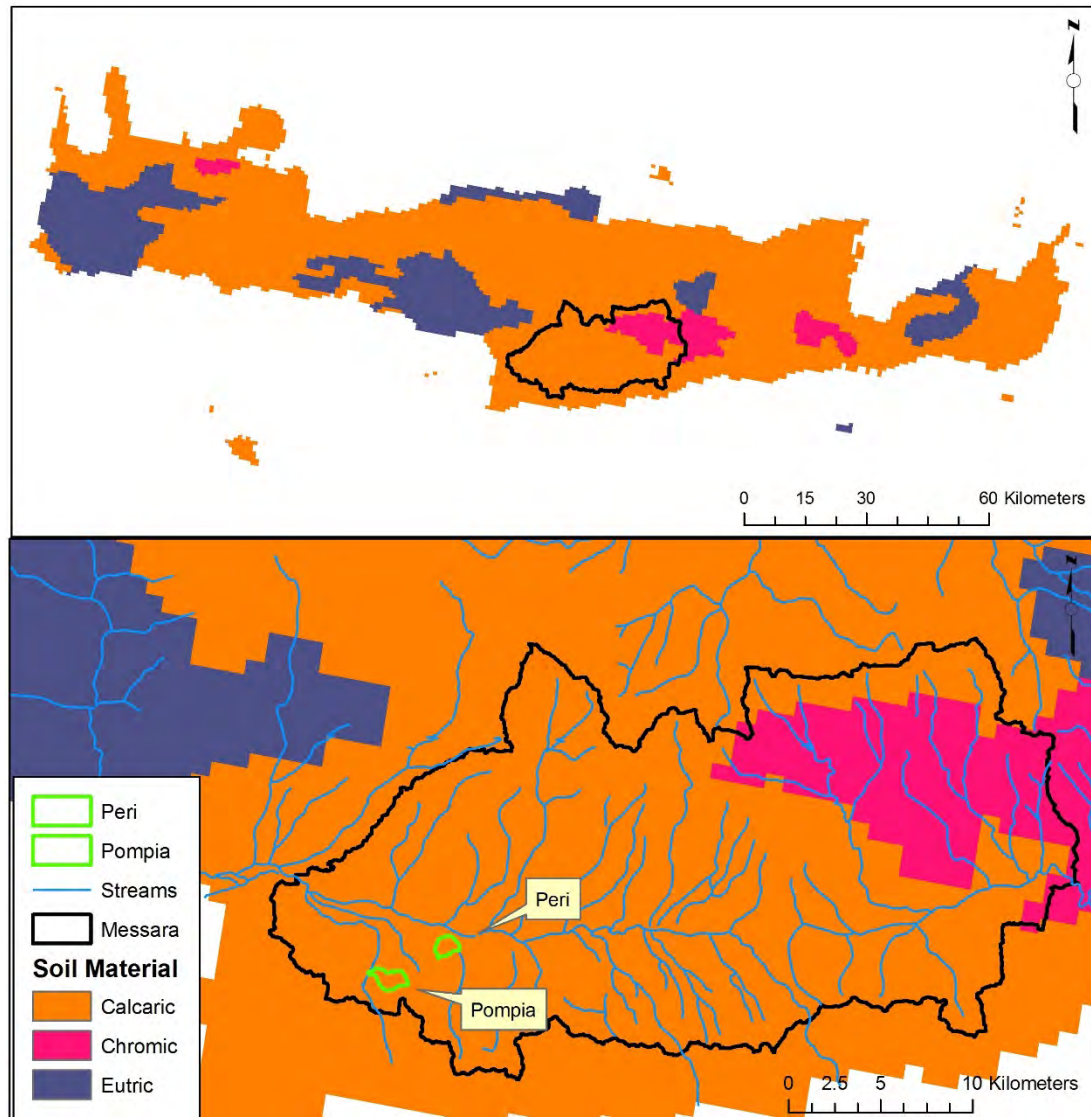 N
0 15 30 60 Kilometers
N
Peri
Pompia
Streams
Messara
Soil Material
Calcaric
Chromic
Eutric
Peri
Pompia
0 2.5 5 10 Kilometers